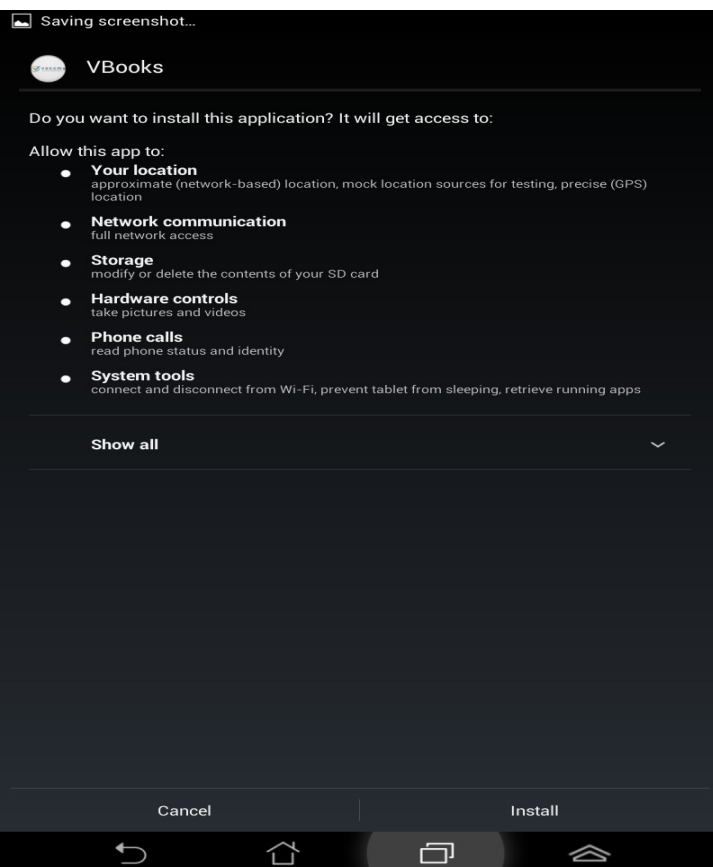 Saving screenshot...
VBooks
Do you want to install this application? It will get access to:
Allow this app to:
Your location
approximate (network-based) location, mock location sources for testing, precise (GPS)
location
Network communication
full network access
Storage
modify or delete the contents of your SD card
Hardware controls
take pictures and videos
Phone calls
read phone status and identity
System tools
connect and disconnect from Wi-Fi, prevent tablet from sleeping, retrieve running apps
Show all
Cancel
Install